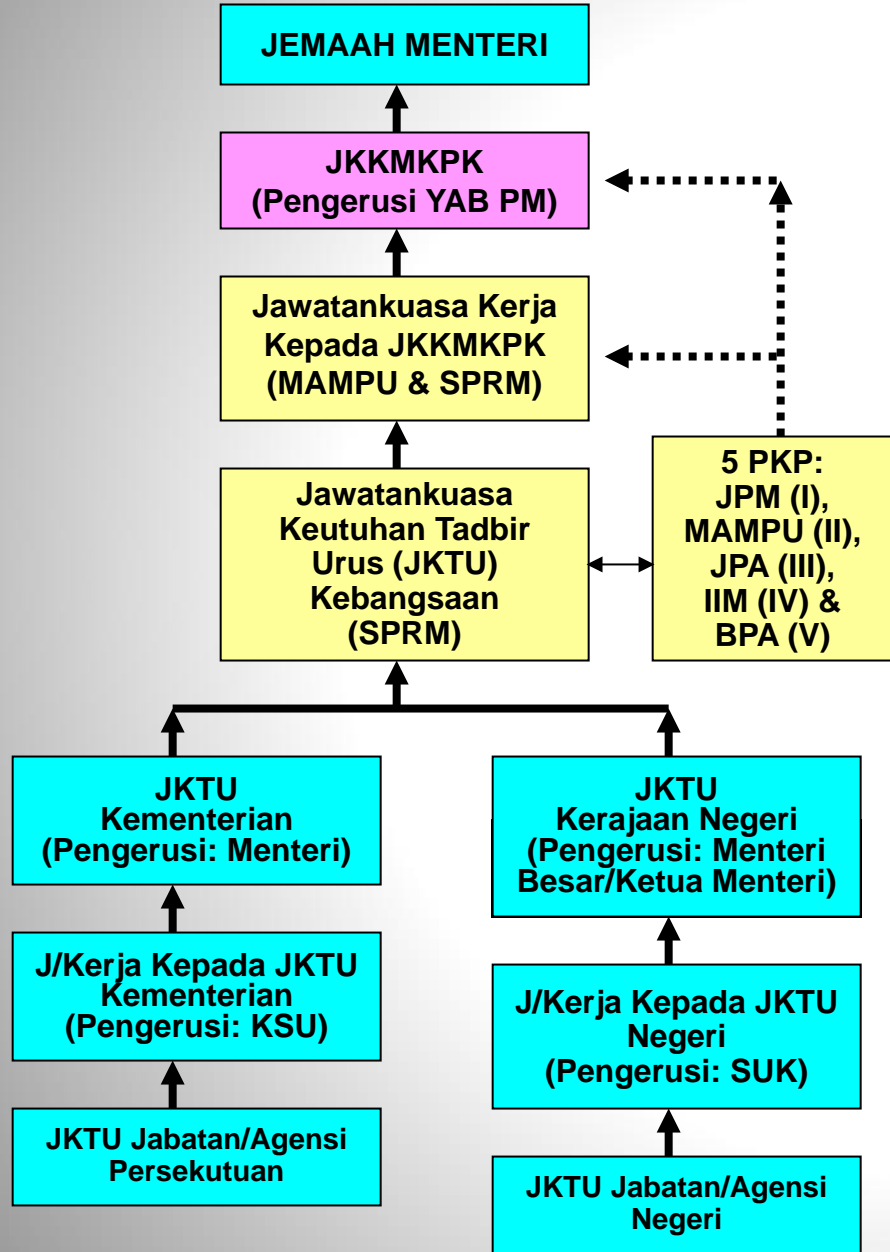 JEMAAH MENTERI
JKKMKPK
(Pengerusi YAB PM)
Jawatankuasa Kerja
Kepada JKKMKPK
(MAMPU & SPRM)
Jawatankuasa
Keutuhan Tadbir
Urus (JKTU)
Kebangsaan
(SPRM)
5 PKP:
JPM (I),
MAMPU (II),
JPA (III),
IIM (IV) &
BPA (V)
JKTU
Kementerian
(Pengerusi: Menteri)
J/Kerja Kepada JKTU
Kementerian
(Pengerusi: KSU)
JKTU Jabatan/Agensi
Persekutuan
JKTU
Kerajaan Negeri
(Pengerusi: Menteri
Besar/Ketua Menteri)
J/Kerja Kepada JKTU
Negeri
(Pengerusi: SUK)
JKTU Jabatan/Agensi
Negeri